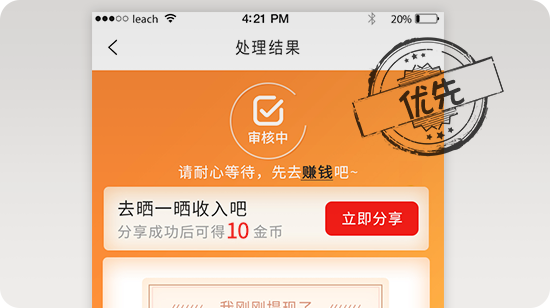 leach 4:21 PM 20%
处理结果
优先
审核中
请耐心等待，先去赚钱吧~
去晒一晒收入吧
分享成功后可得10金币
立即分享
我刚刚提现了